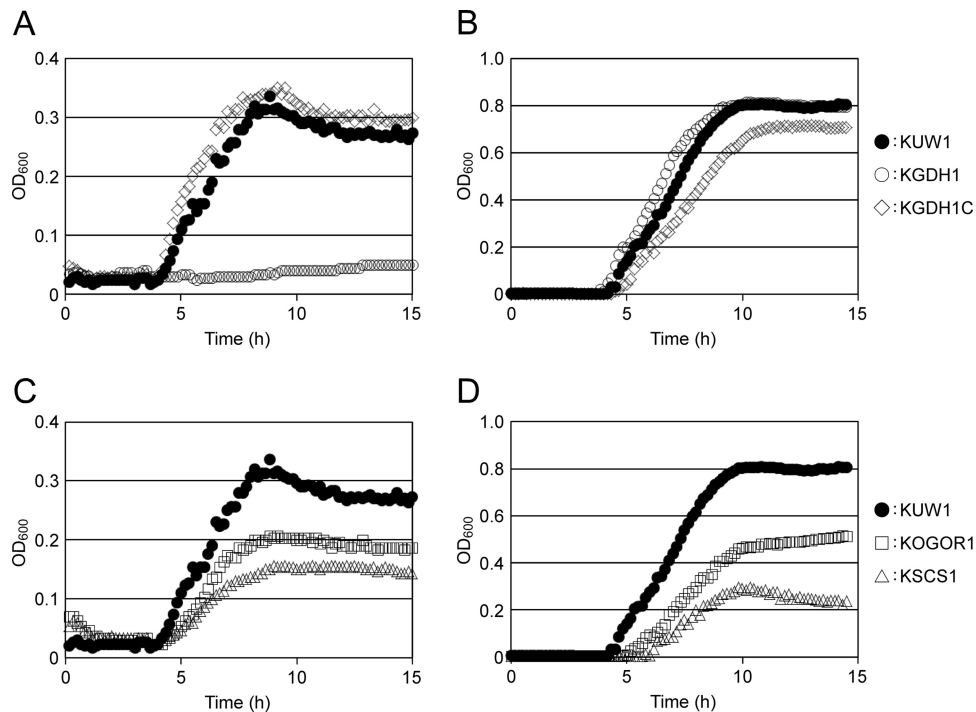 A
0.4
0.3
0.2
0.1
0
OD600
0 5 10 15
Time (h)
B
1.0
0.8
0.6
0.4
0.2
0
OD600
0 5 10 15
Time (h)
●:KUW1
○:KGDH1
◇:KGDH1C
C
0.4
0.3
0.2
0.1
0
OD600
0 5 10 15
Time (h)
D
1.0
0.8
0.6
0.4
0.2
0
OD600
0 5 10 15
Time (h)
●:KUW1
□:KOGOR1
△:KSCS1